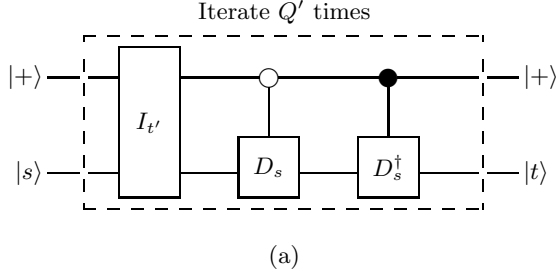 Iterate Q′ times
|+⟩ |+⟩
I_{t′}
|s⟩ D_s D_s^† |t⟩
(a)